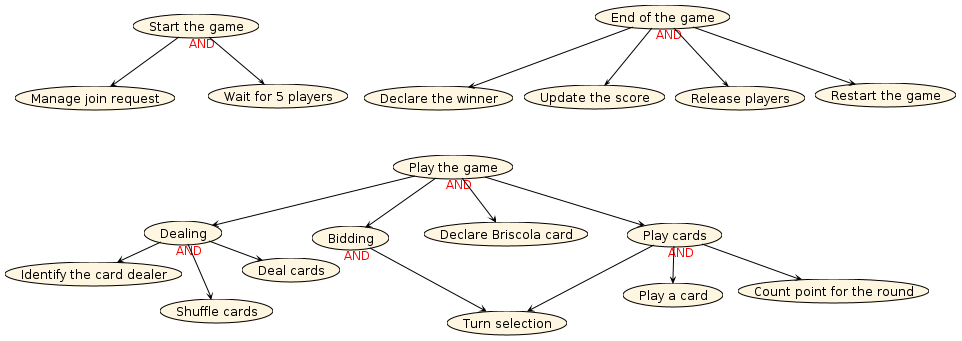 Start the game
AND
Manage join request
Wait for 5 players
End of the game
AND
Declare the winner
Update the score
Release players
Restart the game
Play the game
AND
Dealing
AND
Bidding
AND
Declare Briscola card
Play cards
AND
Identify the card dealer
Deal cards
Shuffle cards
Turn selection
Play a card
Count point for the round